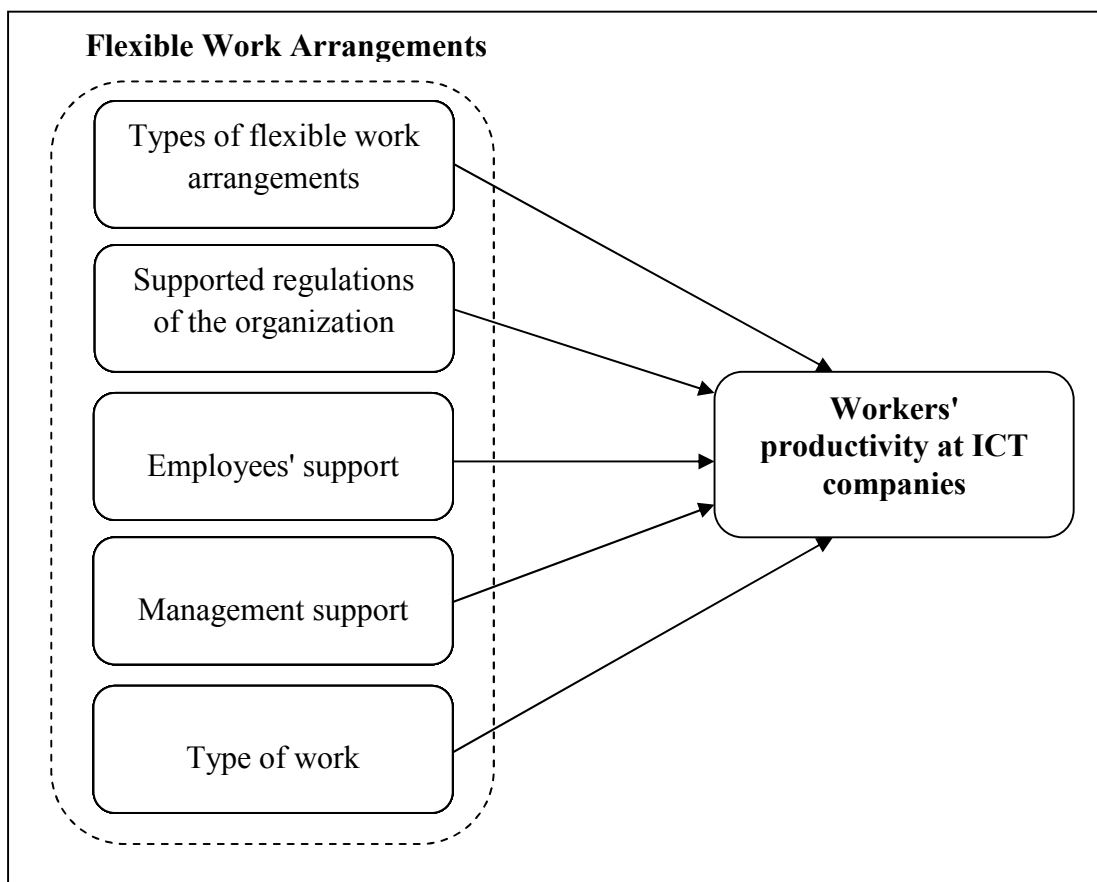 Flexible Work Arrangements
Types of flexible work
arrangements
Supported regulations
of the organization
Employees' support
Management support
Type of work
Workers'
productivity at ICT
companies